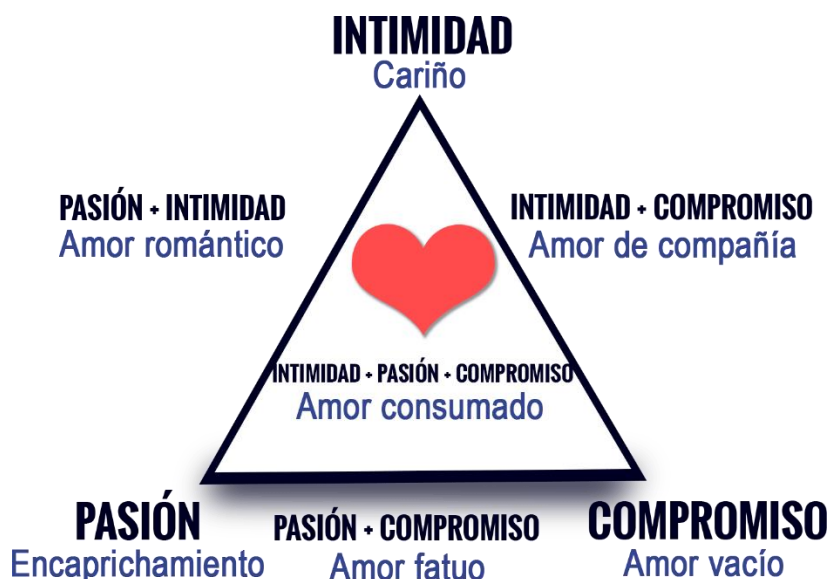 INTIMIDAD
Cariño
PASIÓN + INTIMIDAD
Amor romántico
INTIMIDAD + COMPROMISO
Amor de compañía
INTIMIDAD + PASIÓN + COMPROMISO
Amor consumado
PASIÓN
Encaprichamiento
PASIÓN + COMPROMISO
Amor fatuo
COMPROMISO
Amor vacío